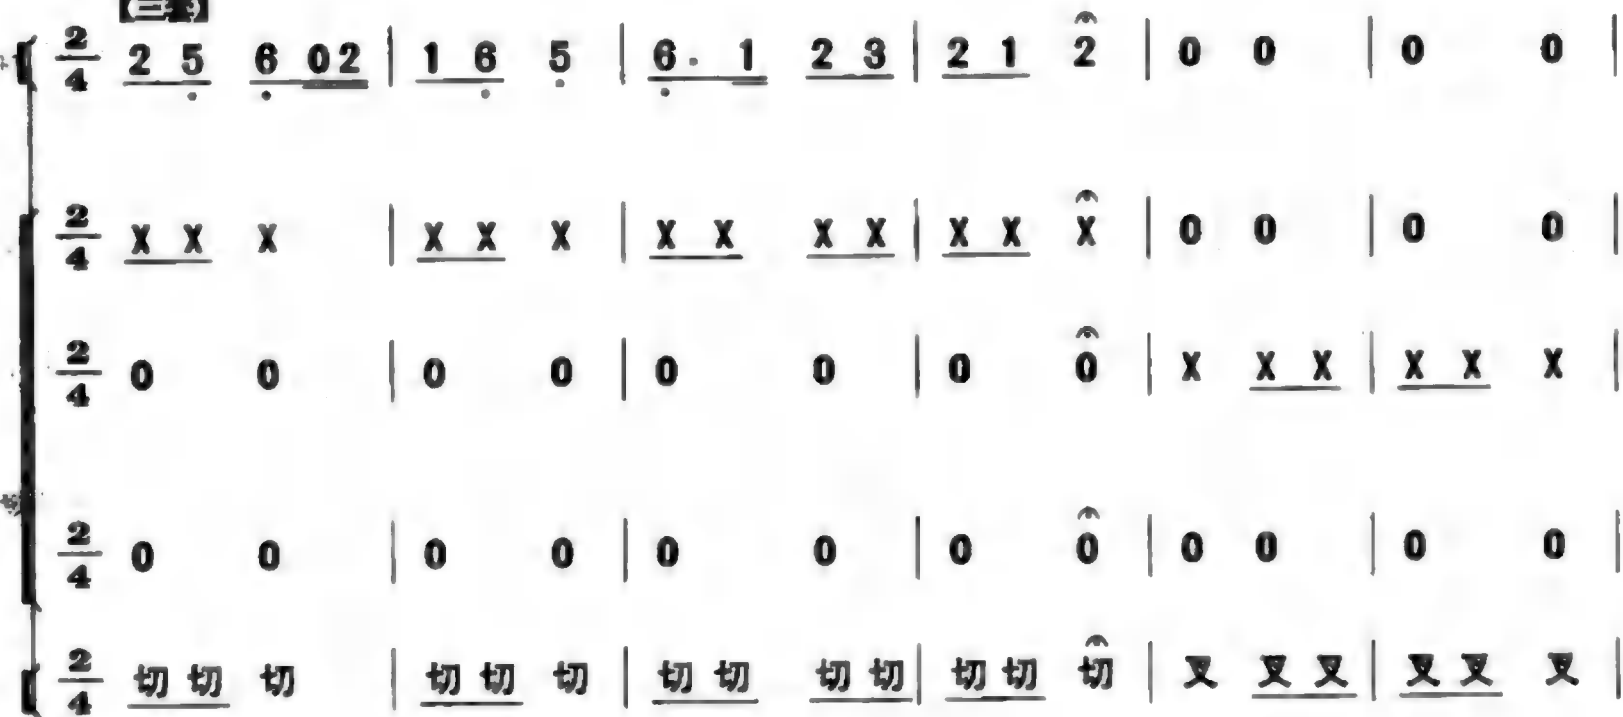 2/4 2 5 6 02 | 1 6 5 | 6· 1 2 3 | 2 1 2 | 0 0 | 0 0 |
2/4 X X X | X X X | X X X X | X X X | 0 0 | 0 0 |
2/4 0 0 | 0 0 | 0 0 | 0 0 | X X X | X X X |
2/4 0 0 | 0 0 | 0 0 | 0 0 | 0 0 | 0 0 |
2/4 切切 切 | 切切 切 | 切切 切切 | 切切 切 | 叉 叉叉 | 叉叉 叉 |